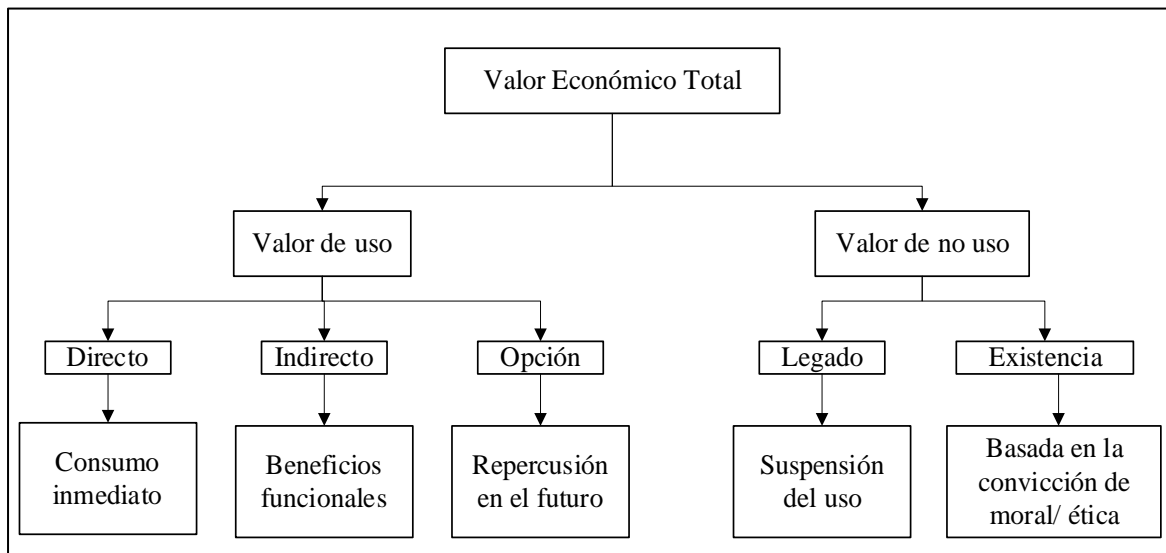 Valor Económico Total
Valor de uso
Valor de no uso
Directo
Indirecto
Opción
Legado
Existencia
Consumo
inmediato
Beneficios
funcionales
Repercusión
en el futuro
Suspensión
del uso
Basada en la
convicción de
moral/ ética